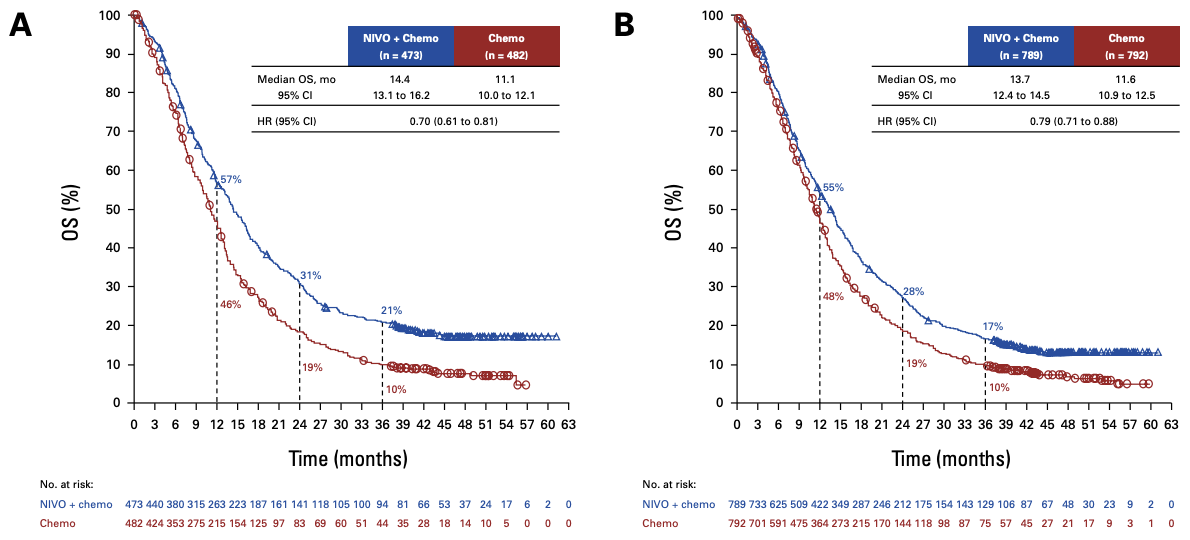 A
NIVO + Chemo (n = 473)
Chemo (n = 482)
Median OS, mo 14.4 11.1
95% CI 13.1 to 16.2 10.0 to 12.1
HR (95% CI) 0.70 (0.61 to 0.81)
OS (%)
100
90
80
70
60
50
40
30
20
10
0
57%
46%
31%
19%
21%
10%
0 3 6 9 12 15 18 21 24 27 30 33 36 39 42 45 48 51 54 57 60 63
Time (months)
No. at risk:
NIVO + chemo 473 440 380 315 263 223 187 161 141 118 105 100 94 81 66 53 37 24 17 6 2 0
Chemo 482 424 353 275 215 154 125 97 83 69 60 51 44 35 28 18 14 10 5 0 0 0
B
NIVO + Chemo (n = 789)
Chemo (n = 792)
Median OS, mo 13.7 11.6
95% CI 12.4 to 14.5 10.9 to 12.5
HR (95% CI) 0.79 (0.71 to 0.88)
OS (%)
100
90
80
70
60
50
40
30
20
10
0
55%
48%
28%
19%
17%
10%
0 3 6 9 12 15 18 21 24 27 30 33 36 39 42 45 48 51 54 57 60 63
Time (months)
No. at risk:
NIVO + chemo 789 733 625 509 422 349 287 246 212 175 154 143 129 106 87 67 48 30 23 9 2 0
Chemo 792 701 591 475 364 273 215 170 144 118 98 87 75 57 45 27 21 17 9 3 1 0